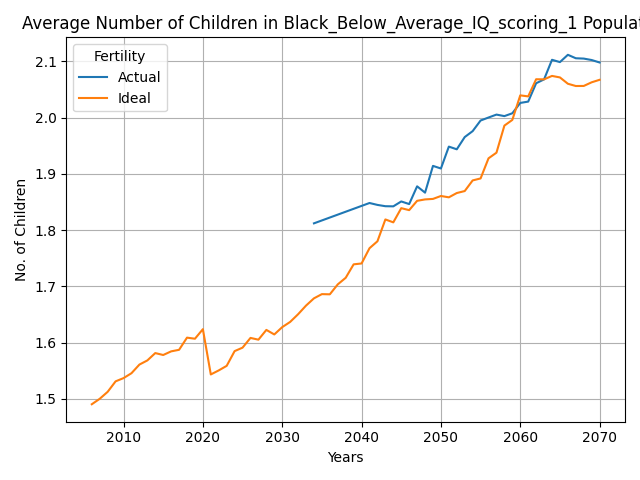 Average Number of Children in Black_Below_Average_IQ_scoring_1 Populat
Fertility
Actual
Ideal
2.1
2.0
1.9
1.8
1.7
1.6
1.5
No. of Children
2010 2020 2030 2040 2050 2060 2070
Years